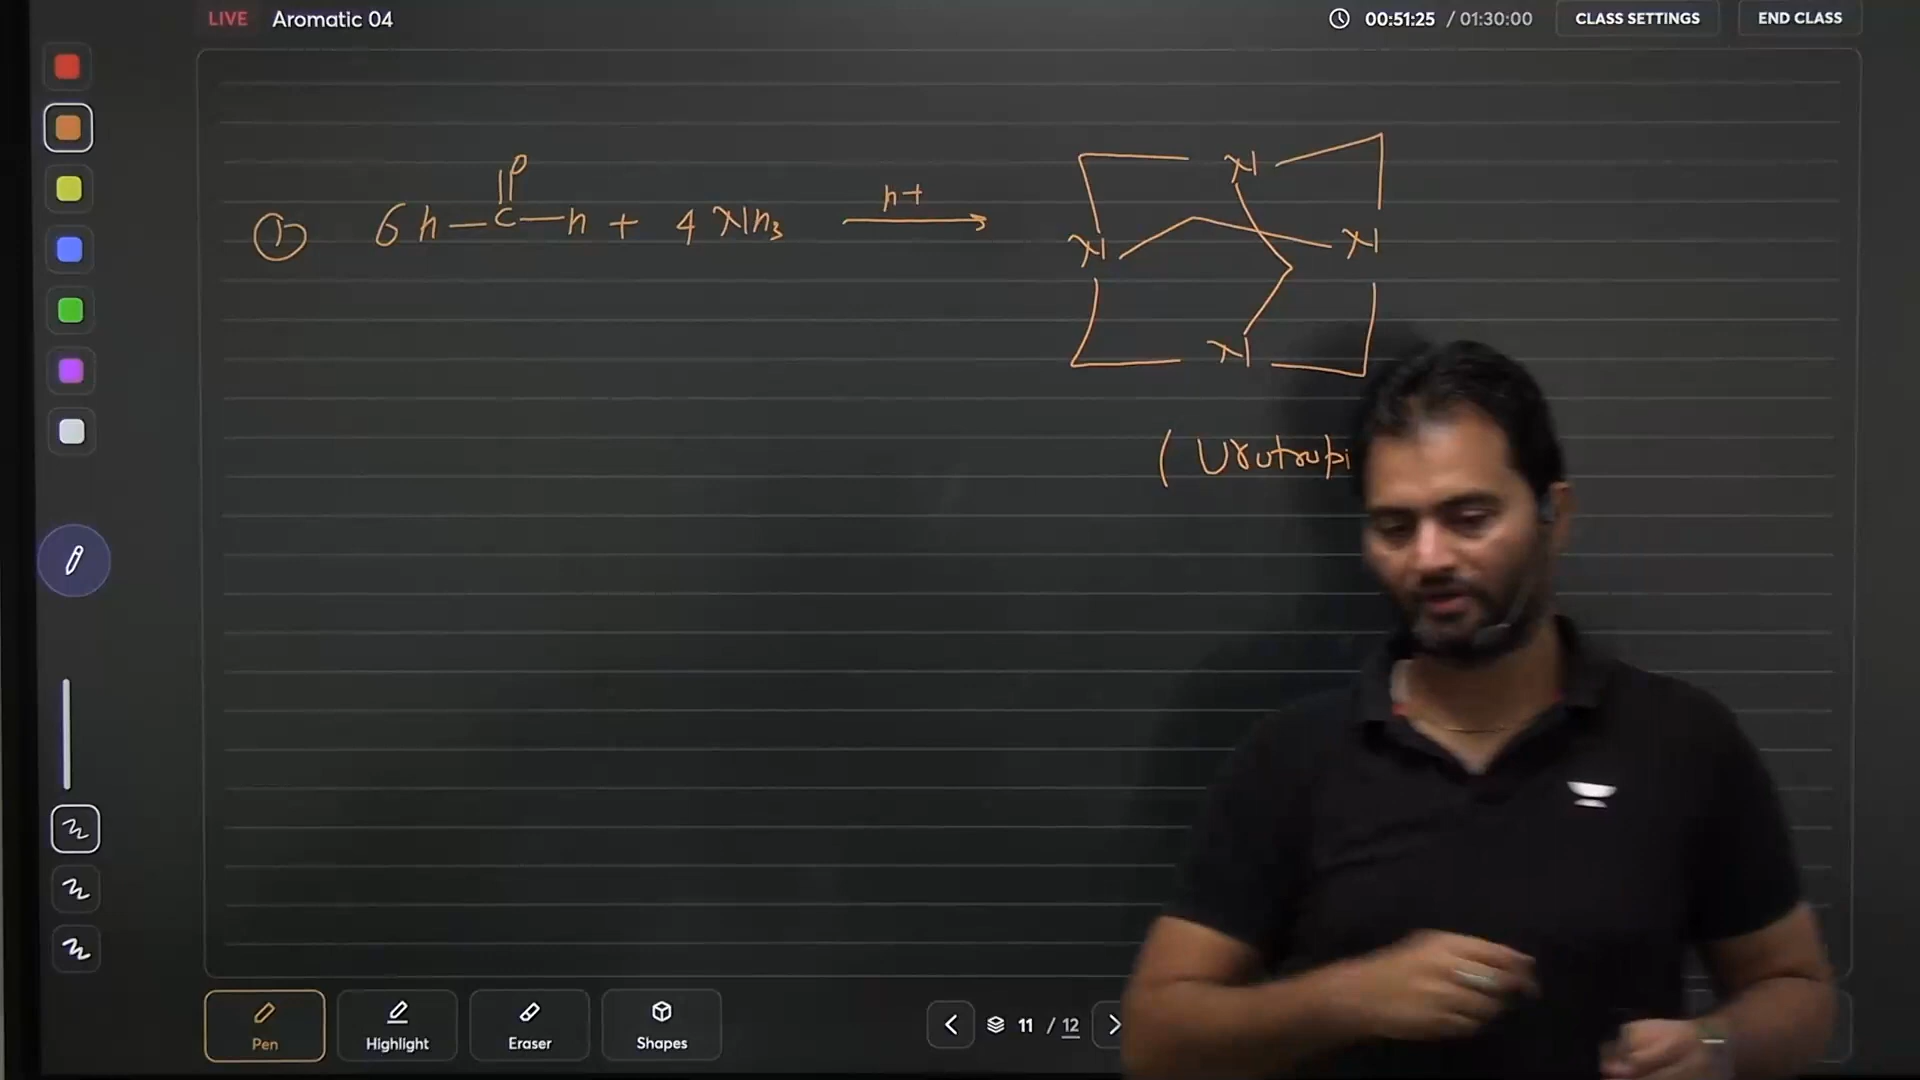 LIVE Aromatic 04
00:51:25 / 01:30:00 CLASS SETTINGS END CLASS
① 6 H–C–H + 4 NH3 H+
O
N
N N
N
( Urotropi
Pen Highlight Eraser Shapes
11 / 12